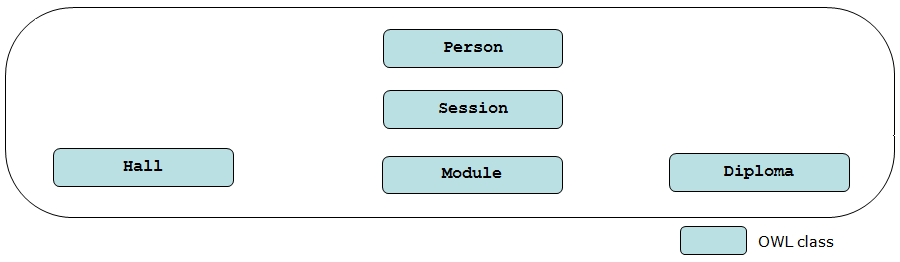 Person
Session
Hall
Module
Diploma
OWL class